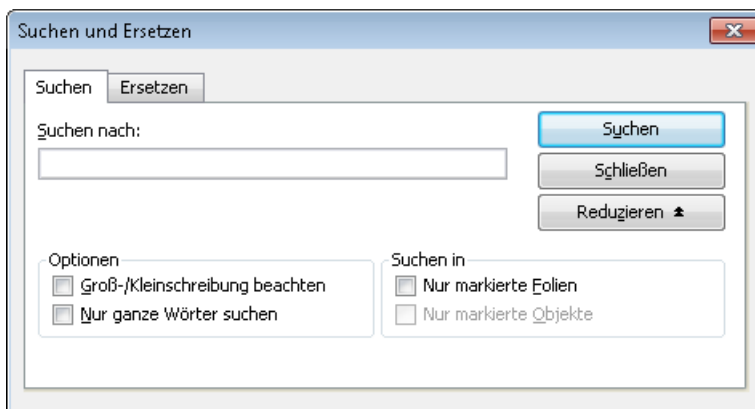 Suchen und Ersetzen
Suchen Ersetzen
Suchen nach:
Suchen
Schließen
Reduzieren
Optionen
Groß-/Kleinschreibung beachten
Nur ganze Wörter suchen
Suchen in
Nur markierte Folien
Nur markierte Objekte